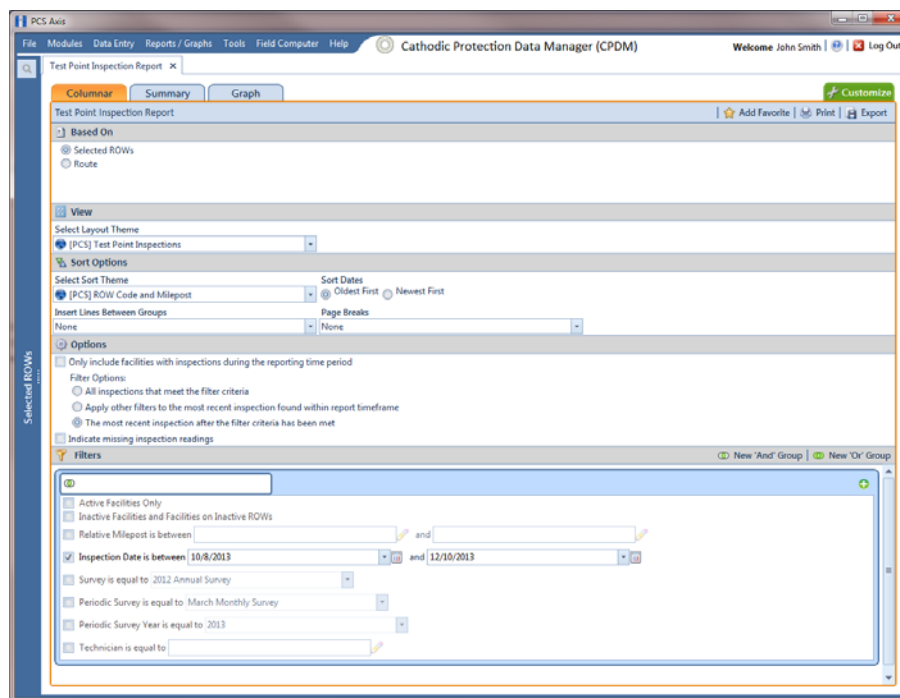 PCS Axis
File Modules Data Entry Reports / Graphs Tools Field Computer Help Cathodic Protection Data Manager (CPDM) Welcome John Smith Log Out
Test Point Inspection Report
Columnar Summary Graph Customize
Test Point Inspection Report Add Favorite Print Export
Based On
Selected ROWs
Route
View
Select Layout Theme
[PCS] Test Point Inspections
Sort Options
Select Sort Theme Sort Dates
[PCS] ROW Code and Milepost Oldest First Newest First
Insert Lines Between Groups Page Breaks
None None
Options
Only include facilities with inspections during the reporting time period
Filter Options:
All inspections that meet the filter criteria
Apply other filters to the most recent inspection found within report timeframe
The most recent inspection after the filter criteria has been met
Indicate missing inspection readings
Filters New 'And' Group New 'Or' Group
Active Facilities Only
Inactive Facilities and Facilities on Inactive ROWs
Relative Milepost is between and
Inspection Date is between 10/8/2013 and 12/10/2013
Survey is equal to 2012 Annual Survey
Periodic Survey is equal to March Monthly Survey
Periodic Survey Year is equal to 2013
Technician is equal to
Selected ROWs